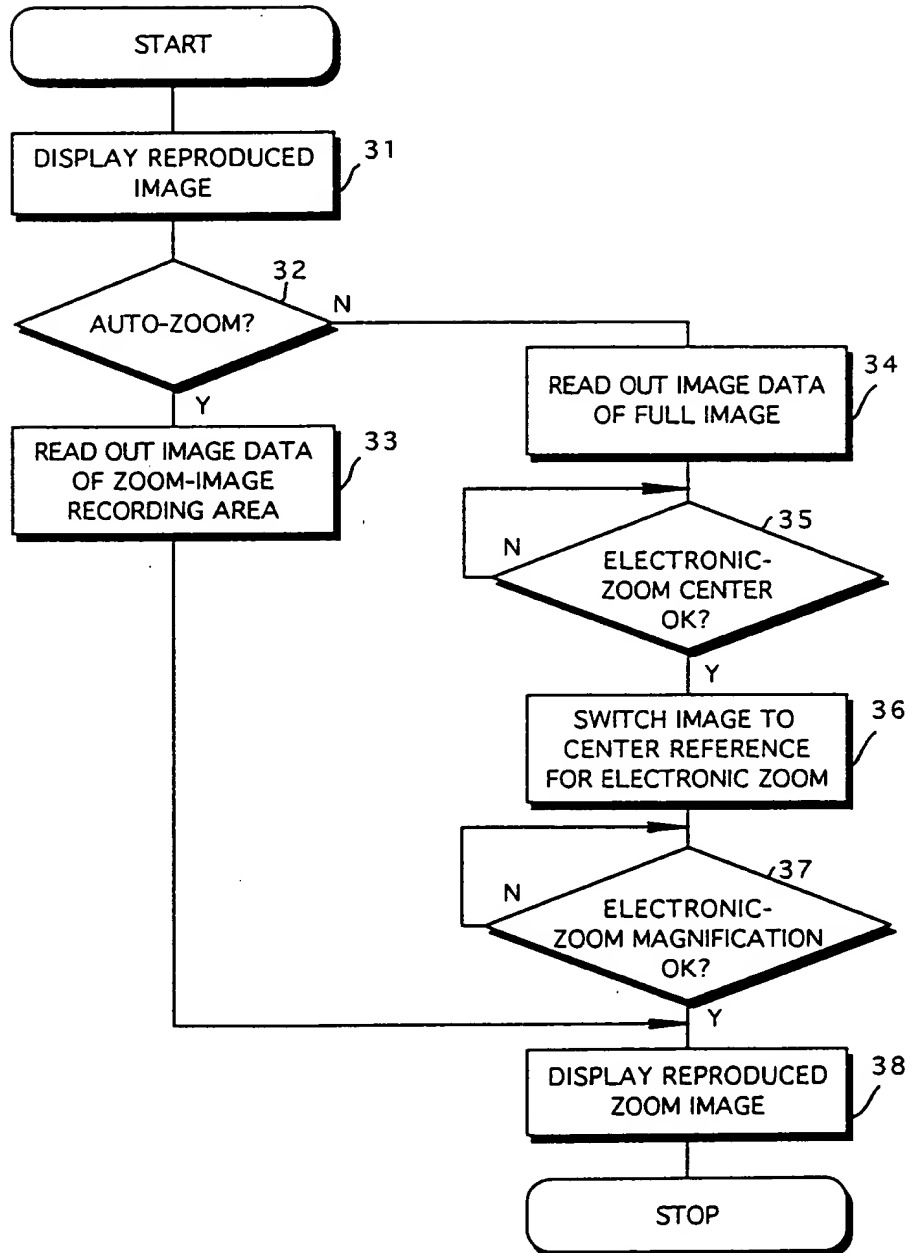 START
DISPLAY REPRODUCED
IMAGE
31
32
AUTO-ZOOM?
N
Y
READ OUT IMAGE DATA
OF ZOOM-IMAGE
RECORDING AREA
33
READ OUT IMAGE DATA
OF FULL IMAGE
34
35
N
ELECTRONIC-
ZOOM CENTER
OK?
Y
SWITCH IMAGE TO
CENTER REFERENCE
FOR ELECTRONIC ZOOM
36
37
N
ELECTRONIC-
ZOOM MAGNIFICATION
OK?
Y
DISPLAY REPRODUCED
ZOOM IMAGE
38
STOP